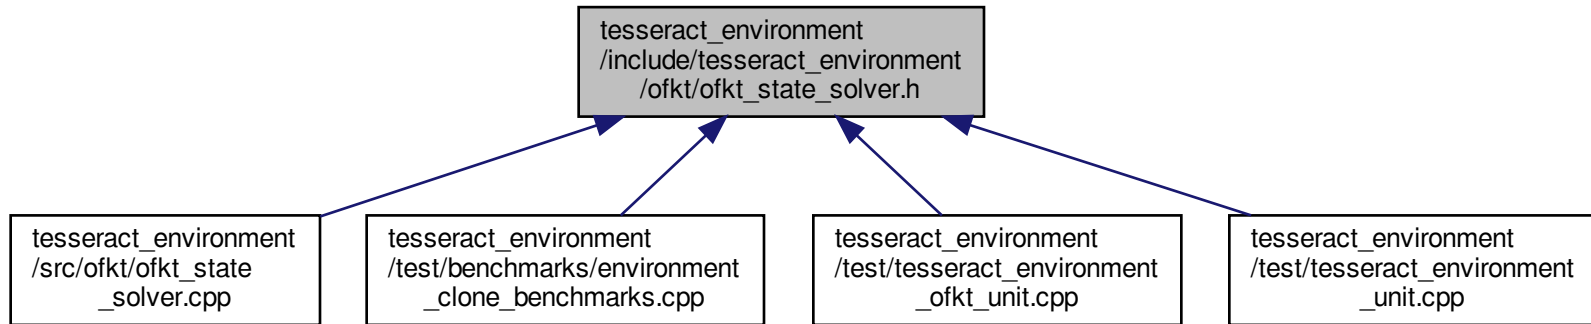 tesseract_environment
/include/tesseract_environment
/ofkt/ofkt_state_solver.h
tesseract_environment
/src/ofkt/ofkt_state
_solver.cpp
tesseract_environment
/test/benchmarks/environment
_clone_benchmarks.cpp
tesseract_environment
/test/tesseract_environment
_ofkt_unit.cpp
tesseract_environment
/test/tesseract_environment
_unit.cpp